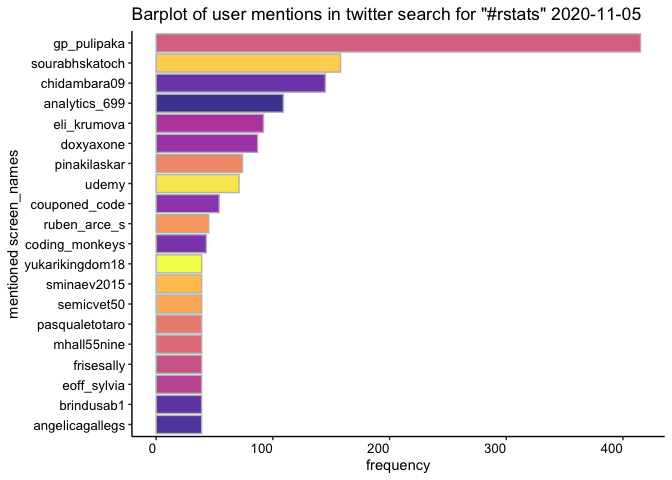 Barplot of user mentions in twitter search for "#rstats" 2020-11-05
mentioned screen_names
gp_pulipaka
sourabhskatoch
chidambara09
analytics_699
eli_krumova
doxyaxone
pinakilaskar
udemy
couponed_code
ruben_arce_s
coding_monkeys
yukarikingdom18
sminaev2015
semicvet50
pasqualetotaro
mhall55nine
frisesally
eoff_sylvia
brindusab1
angelicagallegs
0 100 200 300 400
frequency